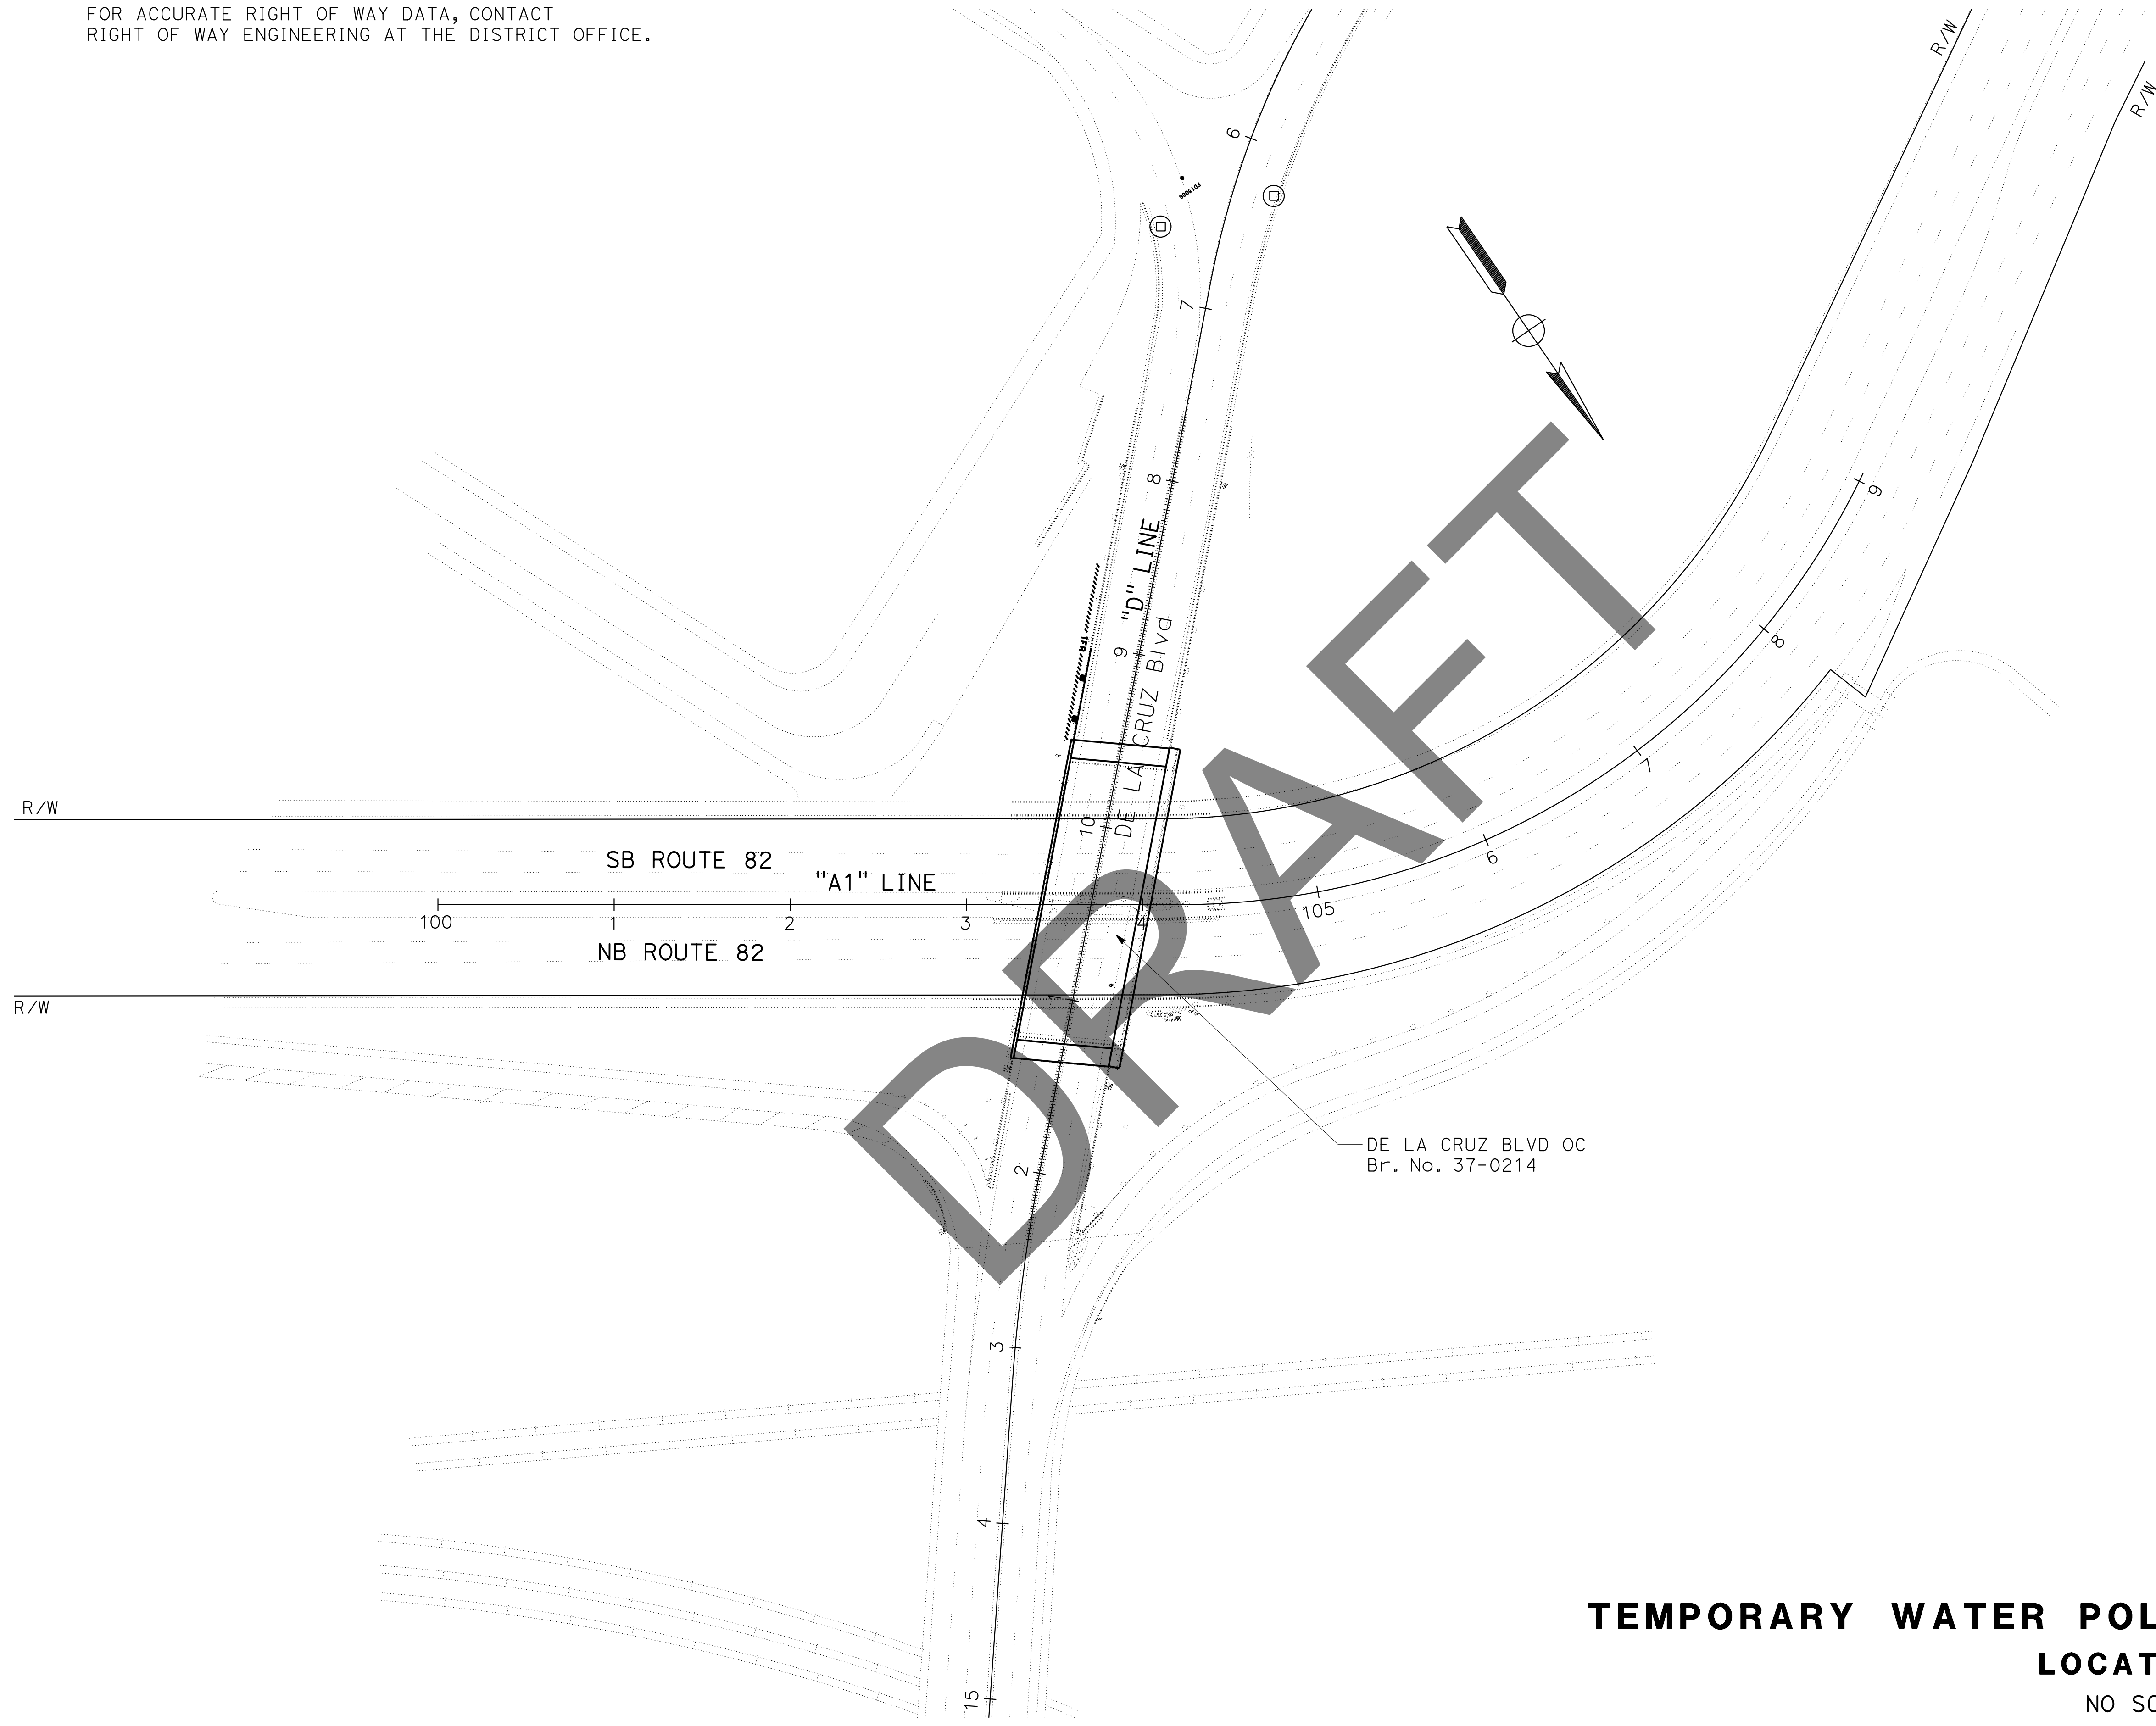 FOR ACCURATE RIGHT OF WAY DATA, CONTACT
RIGHT OF WAY ENGINEERING AT THE DISTRICT OFFICE.
R/W
R/W
6
FD13086
7
8
"D" LINE
9
DE LA CRUZ Blvd
TFR
10
9
8
7
6
R/W
SB ROUTE 82
"A1" LINE
100
1
2
3
4
105
NB ROUTE 82
R/W
1
DRAFT
2
DE LA CRUZ BLVD OC
Br. No. 37-0214
3
4
15
TEMPORARY WATER POL
LOCAT
NO SC